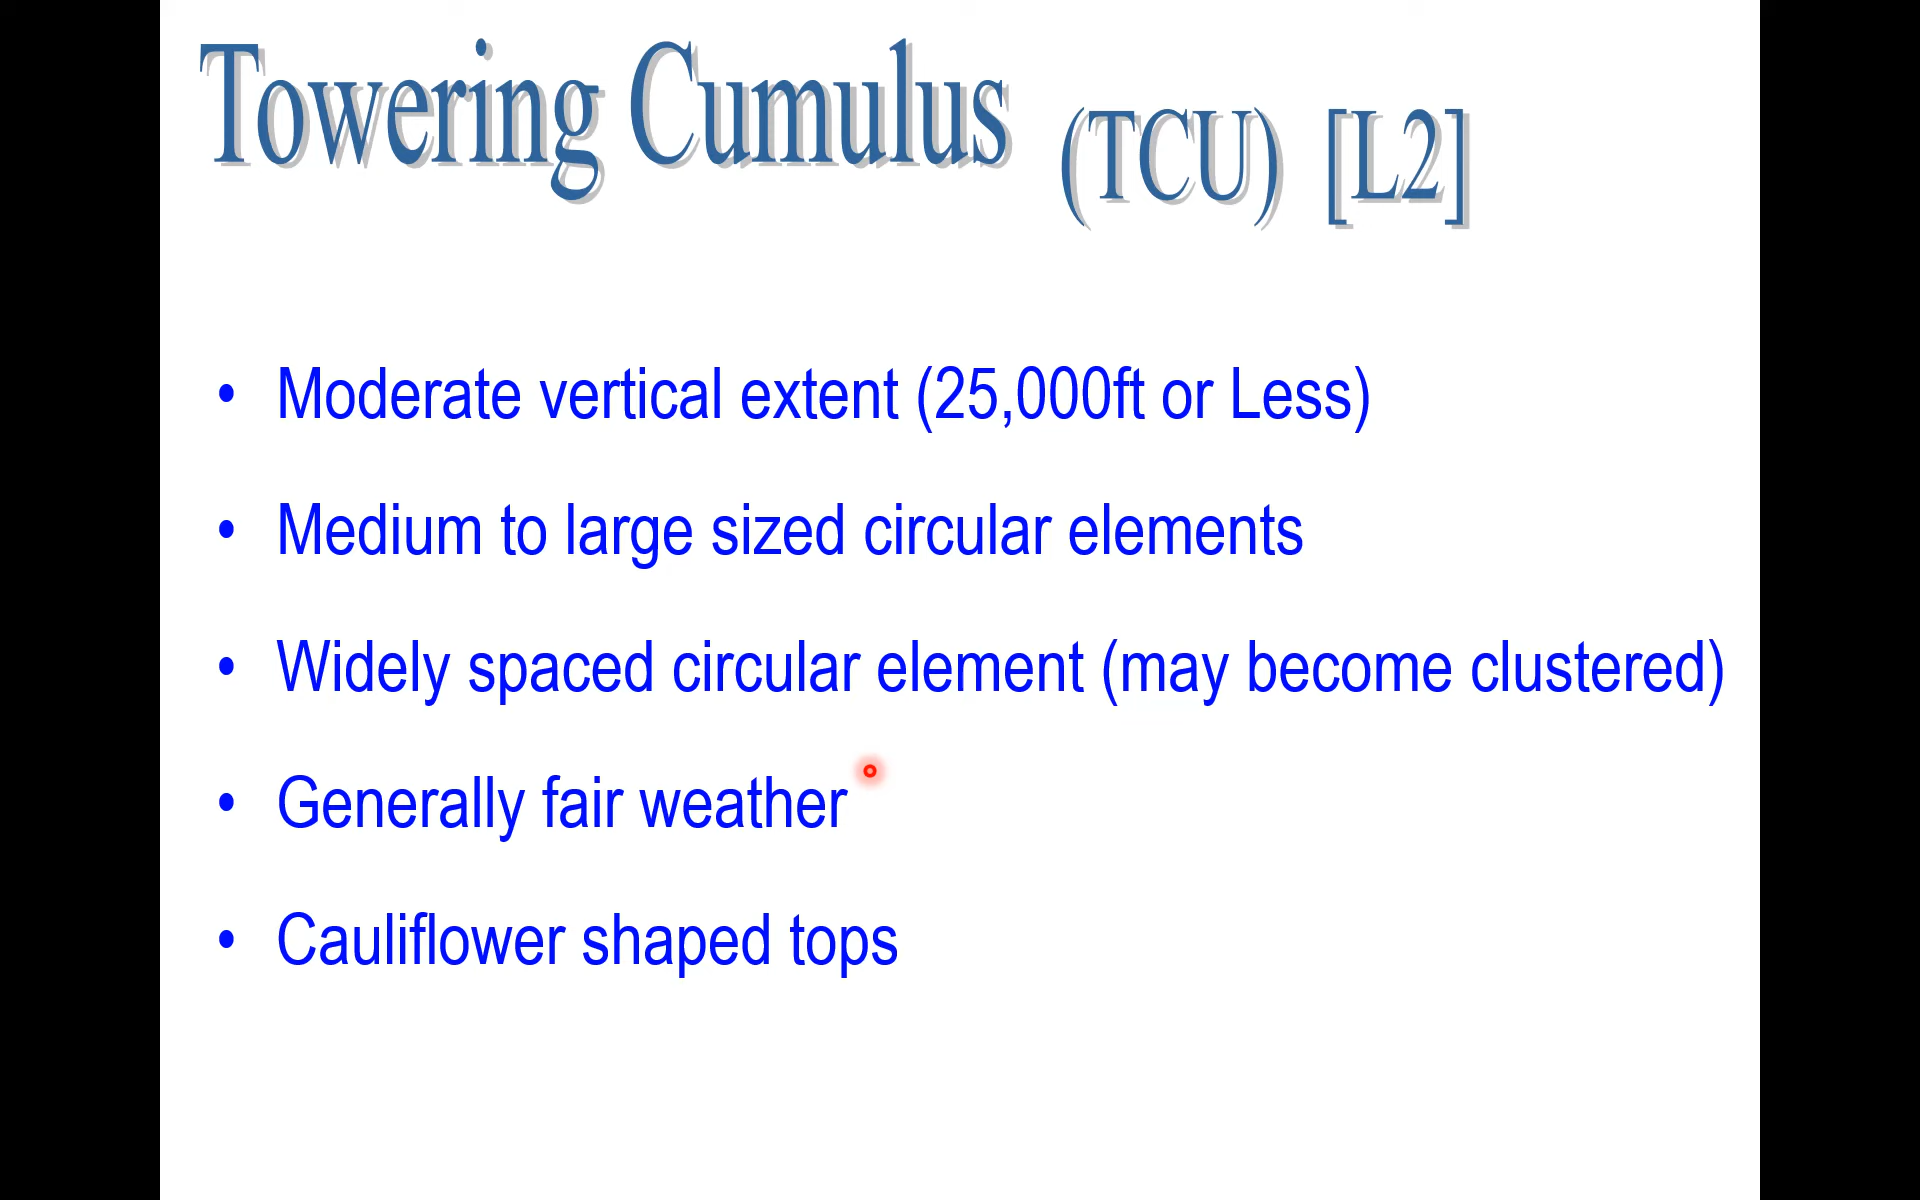 Towering Cumulus (TCU) [L2]
• Moderate vertical extent (25,000ft or Less)
• Medium to large sized circular elements
• Widely spaced circular element (may become clustered)
• Generally fair weather
• Cauliflower shaped tops